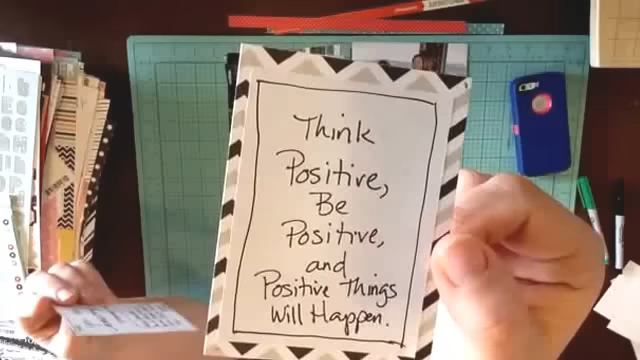 Think
Positive,
Be
Positive,
and
Positive Things
Will Happen.